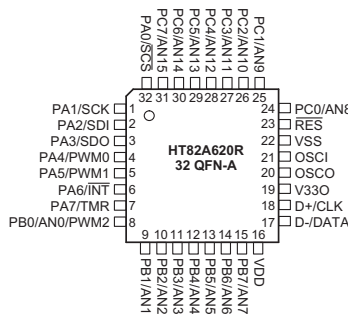 PA0/SCS
PC7/AN15
PC6/AN14
PC5/AN13
PC4/AN12
PC3/AN11
PC2/AN10
PC1/AN9
32 31 30 29 28 27 26 25
PA1/SCK 1
PA2/SDI 2
PA3/SDO 3
PA4/PWM0 4
PA5/PWM1 5
PA6/INT 6
PA7/TMR 7
PB0/AN0/PWM2 8
HT82A620R
32 QFN-A
24 PC0/AN8
23 RES
22 VSS
21 OSCI
20 OSCO
19 V33O
18 D+/CLK
17 D-/DATA
9 10 11 12 13 14 15 16
PB1/AN1
PB2/AN2
PB3/AN3
PB4/AN4
PB5/AN5
PB6/AN6
PB7/AN7
VDD